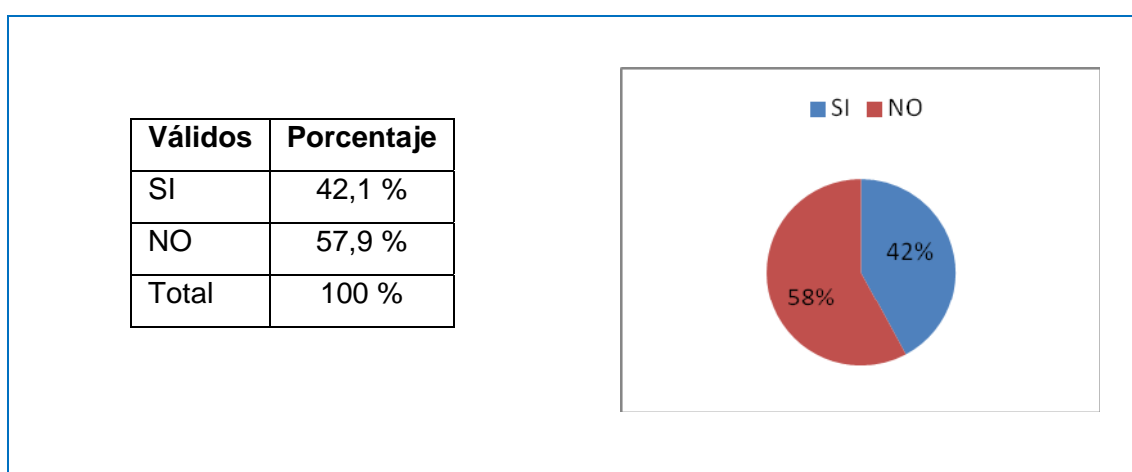 Válidos Porcentaje
SI 42,1 %
NO 57,9 %
Total 100 %
SI NO
42%
58%